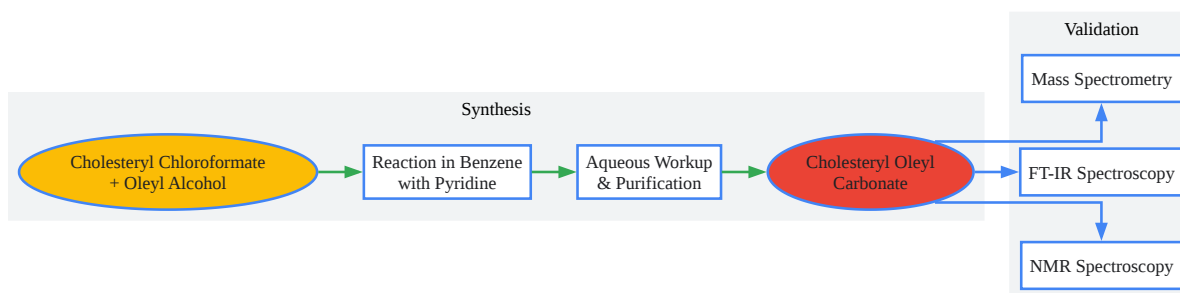 Synthesis
Cholesteryl Chloroformate
+ Oleyl Alcohol
Reaction in Benzene
with Pyridine
Aqueous Workup
& Purification
Cholesteryl Oleyl
Carbonate
Validation
Mass Spectrometry
FT-IR Spectroscopy
NMR Spectroscopy